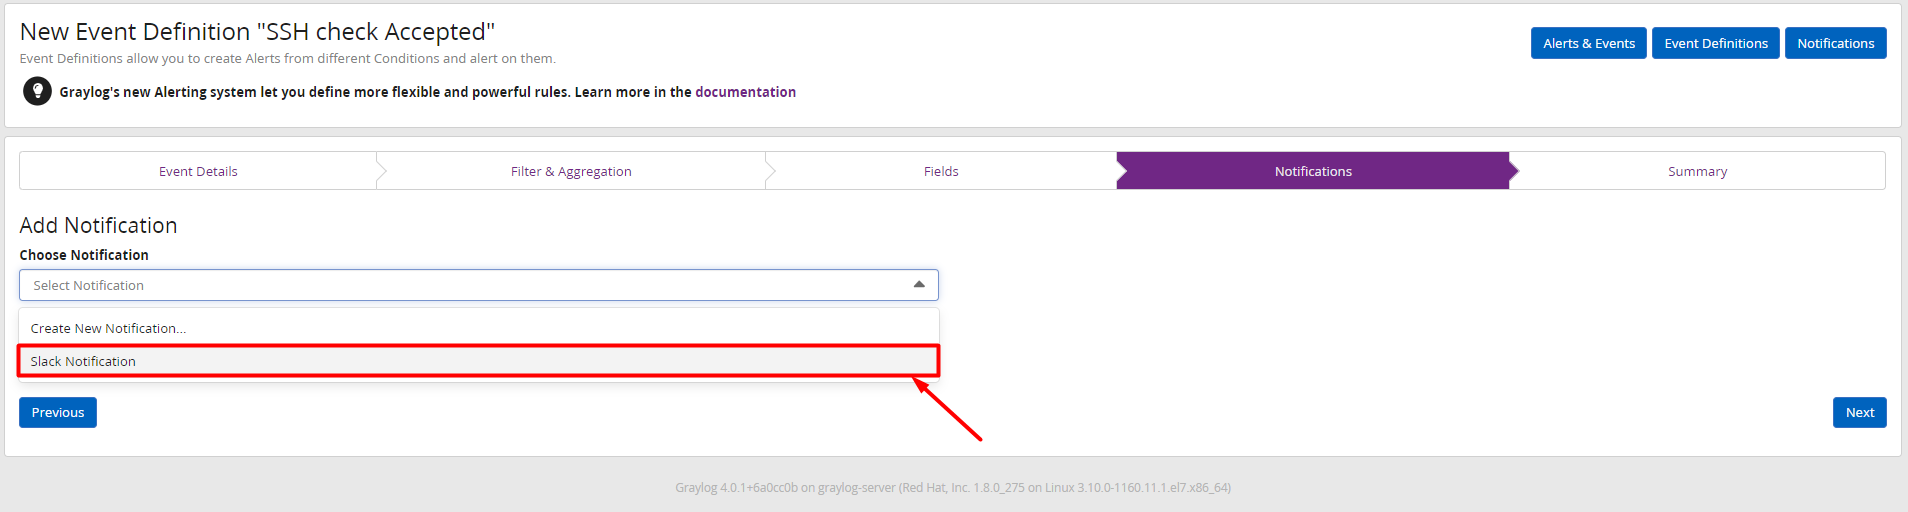 New Event Definition "SSH check Accepted"
Alerts & Events Event Definitions Notifications
Event Definitions allow you to create Alerts from different Conditions and alert on them.
Graylog's new Alerting system let you define more flexible and powerful rules. Learn more in the documentation
Event Details Filter & Aggregation Fields Notifications Summary
Add Notification
Choose Notification
Select Notification
Create New Notification...
Slack Notification
Previous Next
Graylog 4.0.1+6a0cc0b on graylog-server (Red Hat, Inc. 1.8.0_275 on Linux 3.10.0-1160.11.1.el7.x86_64)